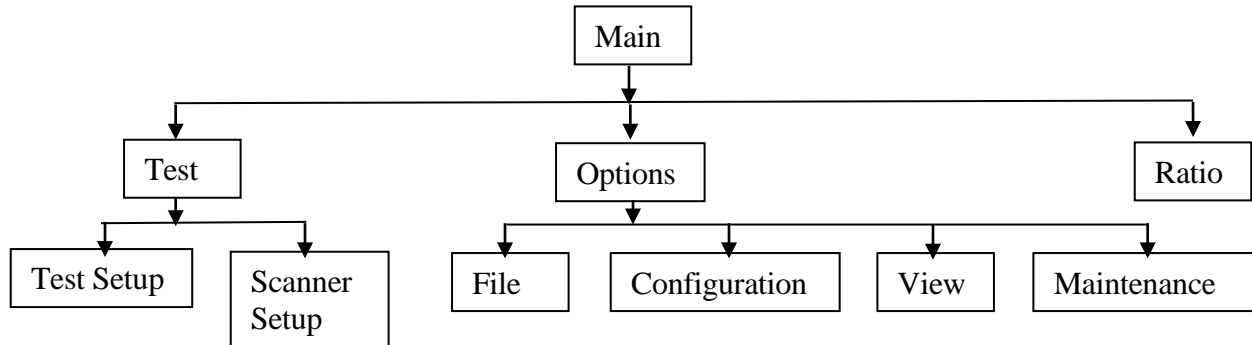 Main
Test
Options
Ratio
Test Setup
Scanner
Setup
File
Configuration
View
Maintenance